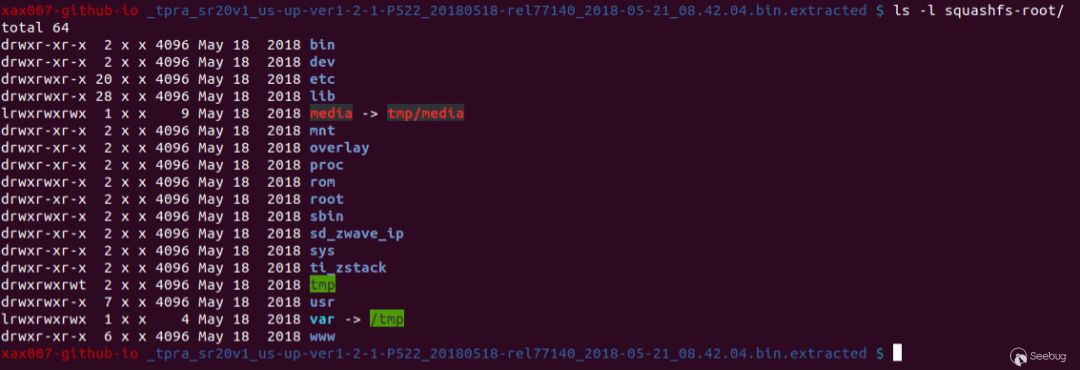 xax007-github-io _tpra_sr20v1_us-up-ver1-2-1-P522_20180518-rel77140_2018-05-21_08.42.04.bin.extracted $ ls -l squashfs-root/
total 64
drwxr-xr-x  2 x x 4096 May 18  2018 bin
drwxr-xr-x  2 x x 4096 May 18  2018 dev
drwxrwxr-x 20 x x 4096 May 18  2018 etc
drwxrwxr-x 28 x x 4096 May 18  2018 lib
lrwxrwxrwx  1 x x    9 May 18  2018 media -> tmp/media
drwxr-xr-x  2 x x 4096 May 18  2018 mnt
drwxr-xr-x  2 x x 4096 May 18  2018 overlay
drwxr-xr-x  2 x x 4096 May 18  2018 proc
drwxrwxr-x  2 x x 4096 May 18  2018 rom
drwxrwxr-x  2 x x 4096 May 18  2018 root
drwxrwxr-x  2 x x 4096 May 18  2018 sbin
drwxr-xr-x  2 x x 4096 May 18  2018 sd_zwave_ip
drwxr-xr-x  2 x x 4096 May 18  2018 sys
drwxr-xr-x  2 x x 4096 May 18  2018 ti_zstack
drwxrwxrwt  2 x x 4096 May 18  2018 tmp
drwxrwxr-x  7 x x 4096 May 18  2018 usr
lrwxrwxrwx  1 x x    4 May 18  2018 var -> /tmp
drwxr-xr-x  6 x x 4096 May 18  2018 www
xax007-github-io _tpra_sr20v1_us-up-ver1-2-1-P522_20180518-rel77140_2018-05-21_08.42.04.bin.extracted $
Seebug